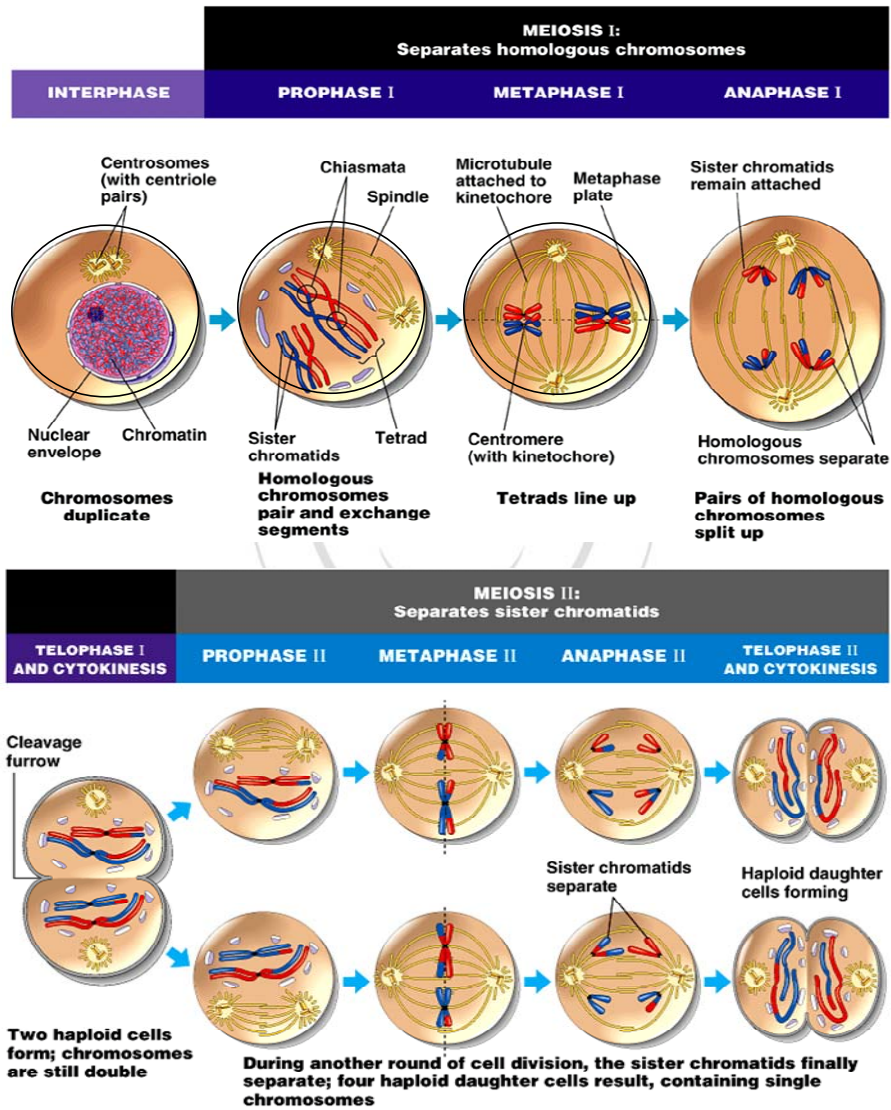 MEIOSIS I:
Separates homologous chromosomes
INTERPHASE
PROPHASE I
METAPHASE I
ANAPHASE I
Centrosomes
(with centriole
pairs)
Chiasmata
Spindle
Microtubule
attached to
kinetochore
Metaphase
plate
Sister chromatids
remain attached
Nuclear
envelope
Chromatin
Sister
chromatids
Tetrad
Centromere
(with kinetochore)
Homologous
chromosomes separate
Chromosomes
duplicate
Homologous
chromosomes
pair and exchange
segments
Tetrads line up
Pairs of homologous
chromosomes
split up
MEIOSIS II:
Separates sister chromatids
TELOPHASE I
AND CYTOKINESIS
PROPHASE II
METAPHASE II
ANAPHASE II
TELOPHASE II
AND CYTOKINESIS
Cleavage
furrow
Sister chromatids
separate
Haploid daughter
cells forming
Two haploid cells
form; chromosomes
are still double
During another round of cell division, the sister chromatids finally
separate; four haploid daughter cells result, containing single
chromosomes